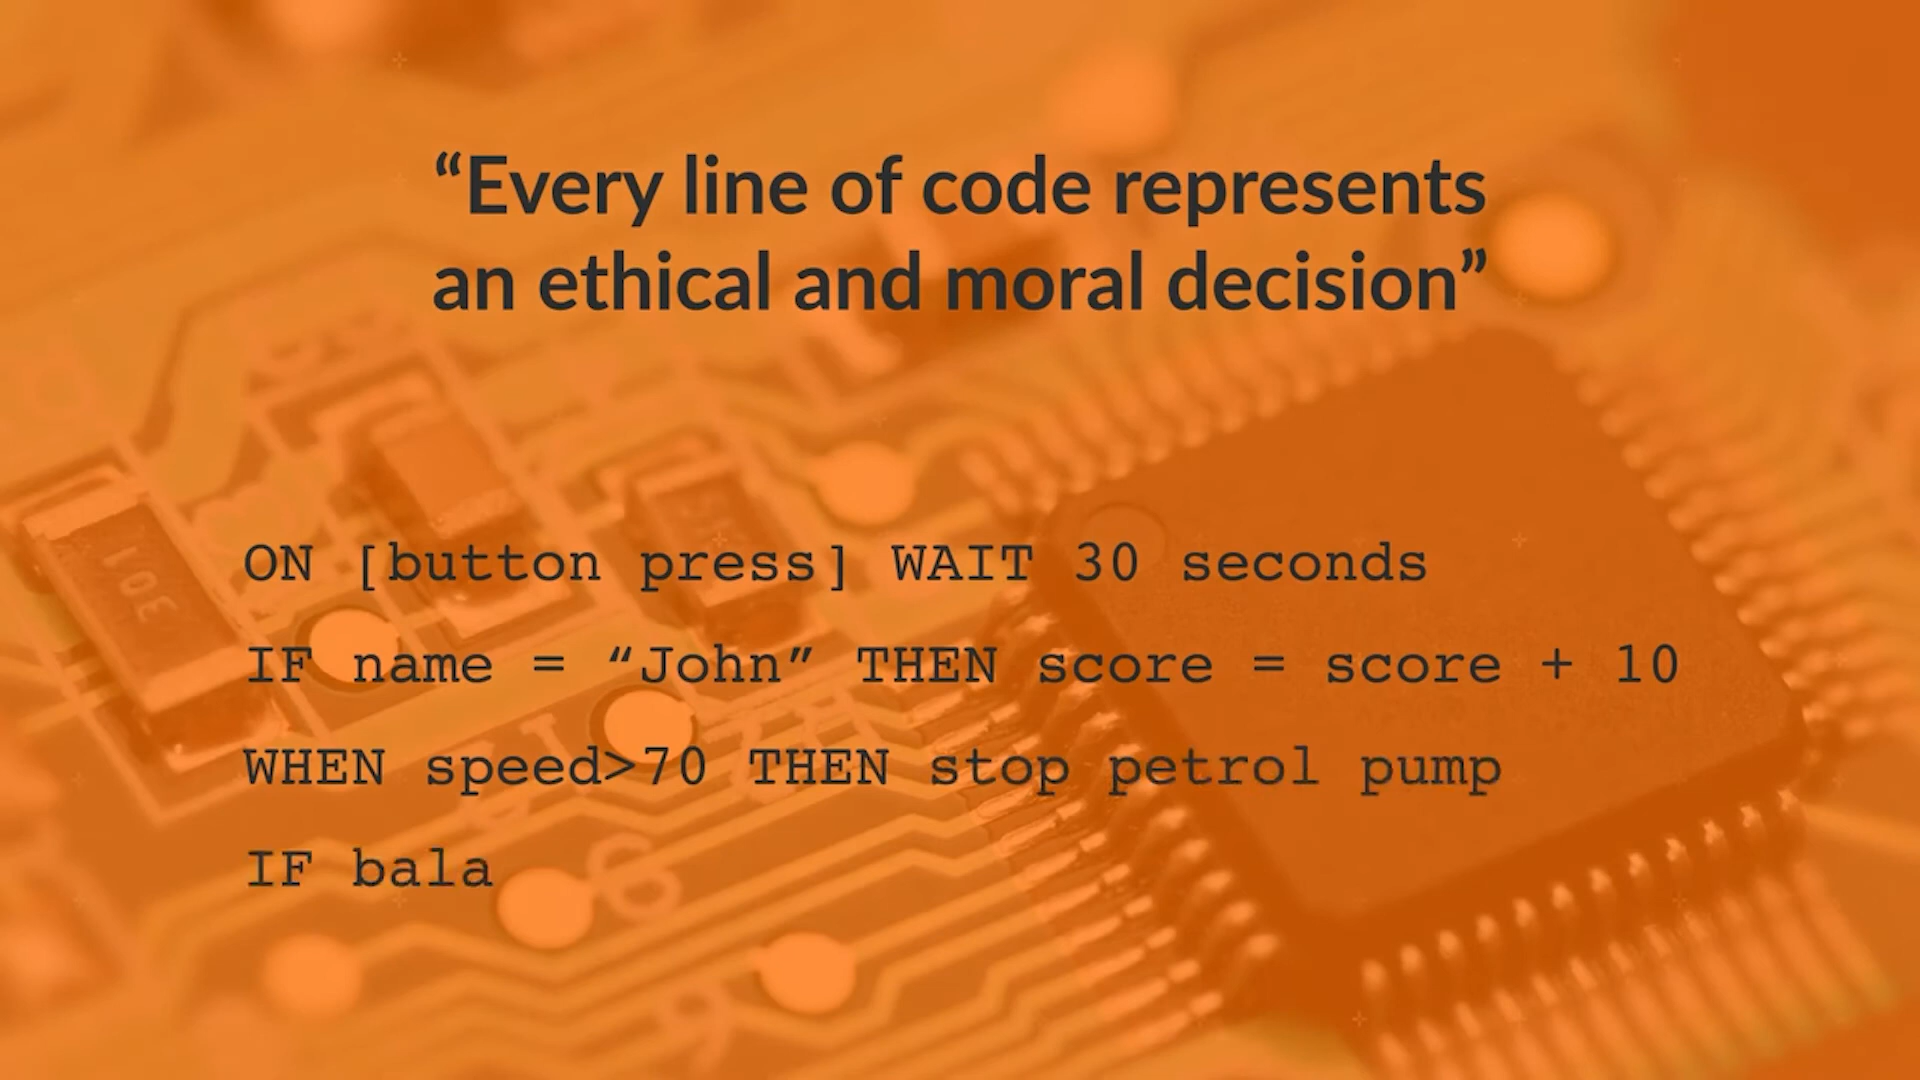 “Every line of code represents
an ethical and moral decision”
ON [button press] WAIT 30 seconds
IF name = “John” THEN score = score + 10
WHEN speed>70 THEN stop petrol pump
IF bala